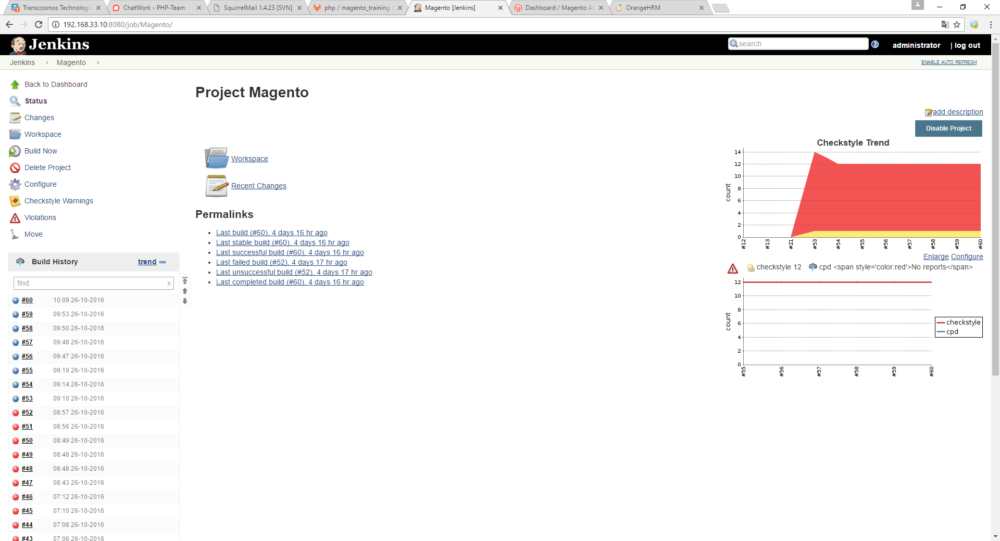 Transcosmos Technologi
ChatWork - PHP-Team
SquirrelMail 1.4.23 [SVN]
php / magento_training
Magento [Jenkins]
Dashboard / Magento A
OrangeHRM
192.168.33.10:8080/job/Magento/
Jenkins
search
administrator
| log out
Jenkins
Magento
ENABLE AUTO REFRESH
Back to Dashboard
Status
Changes
Workspace
Build Now
Delete Project
Configure
Checkstyle Warnings
Violations
Move
Build History
trend
find
x
#60 10:09 26-10-2016
#59 09:53 26-10-2016
#58 09:50 26-10-2016
#57 09:48 26-10-2016
#56 09:47 26-10-2016
#55 09:19 26-10-2016
#54 09:14 26-10-2016
#53 09:10 26-10-2016
#52 08:57 26-10-2016
#51 08:56 26-10-2016
#50 08:49 26-10-2016
#49 08:48 26-10-2016
#48 08:48 26-10-2016
#47 08:43 26-10-2016
#46 07:12 26-10-2016
#45 07:10 26-10-2016
#44 07:08 26-10-2016
#43 07:06 26-10-2016
Project Magento
Workspace
Recent Changes
Permalinks
Last build (#60), 4 days 16 hr ago
Last stable build (#60), 4 days 16 hr ago
Last successful build (#60), 4 days 16 hr ago
Last failed build (#52), 4 days 17 hr ago
Last unsuccessful build (#52), 4 days 17 hr ago
Last completed build (#60), 4 days 16 hr ago
add description
Disable Project
Checkstyle Trend
count
14
12
10
8
6
4
2
0
#12 #13 #21 #53 #54 #55 #56 #57 #58 #59 #60
Enlarge Configure
checkstyle 12 cpd <span style='color:red'>No reports</span>
count
12
10
8
6
4
2
0
#55 #56 #57 #58 #59 #60
checkstyle
cpd